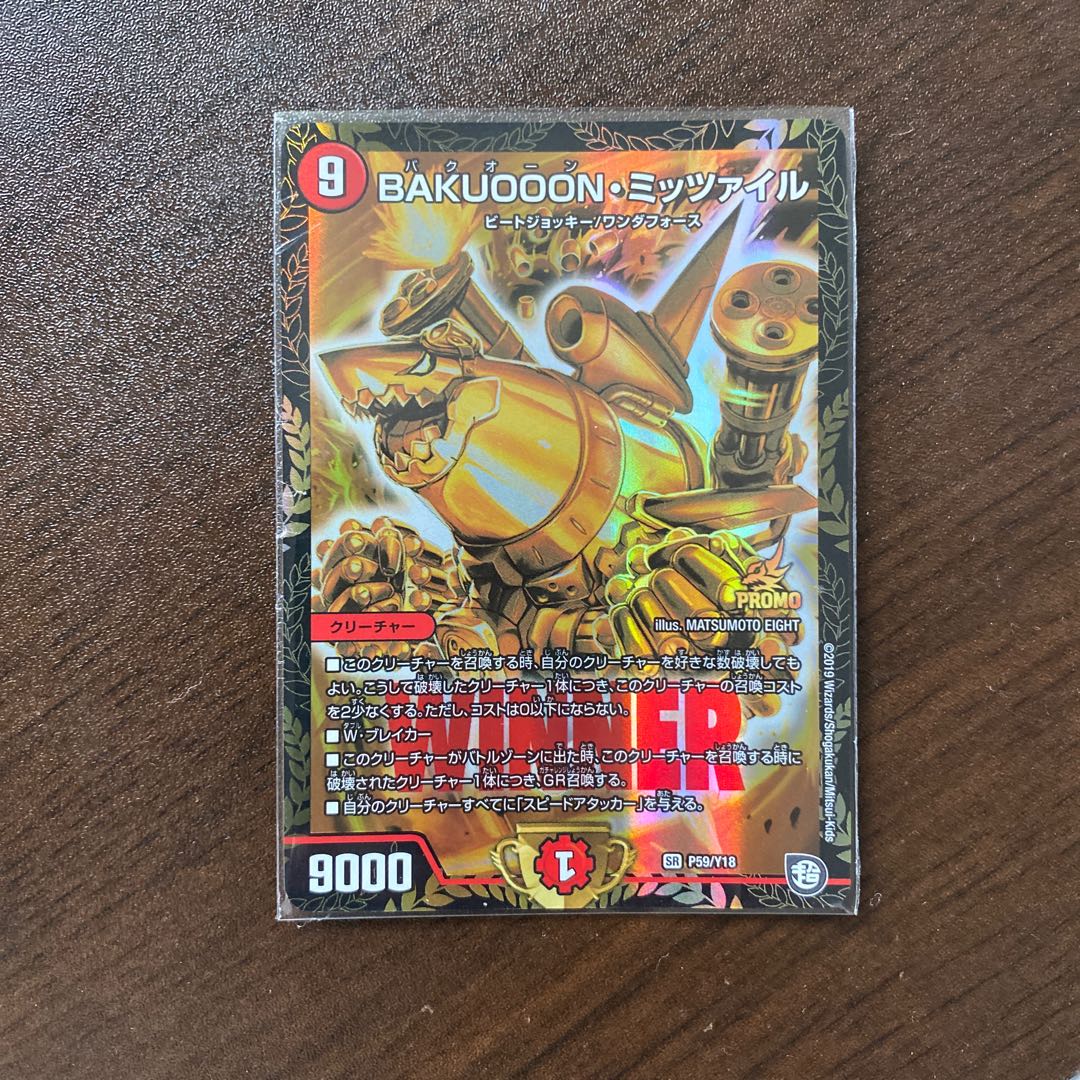 9
バクオーン
BAKUOOON・ミッツァイル
ビートジョッキー/ワンダフォース
PROMO
illus. MATSUMOTO EIGHT
クリーチャー
■このクリーチャーを召喚する時、自分のクリーチャーを好きな数破壊しても
よい。こうして破壊したクリーチャー1体につき、このクリーチャーの召喚コスト
を2少なくする。ただし、コストは0以下にならない。
■W・ブレイカー
■このクリーチャーがバトルゾーンに出た時、このクリーチャーを召喚する時に
破壊されたクリーチャー1体につき、GR召喚する。
■自分のクリーチャーすべてに「スピードアタッカー」を与える。
WINNER
9000
1
SR P59/Y18
超
©2019 Wizards/Shogakukan/Mitsui-Kids